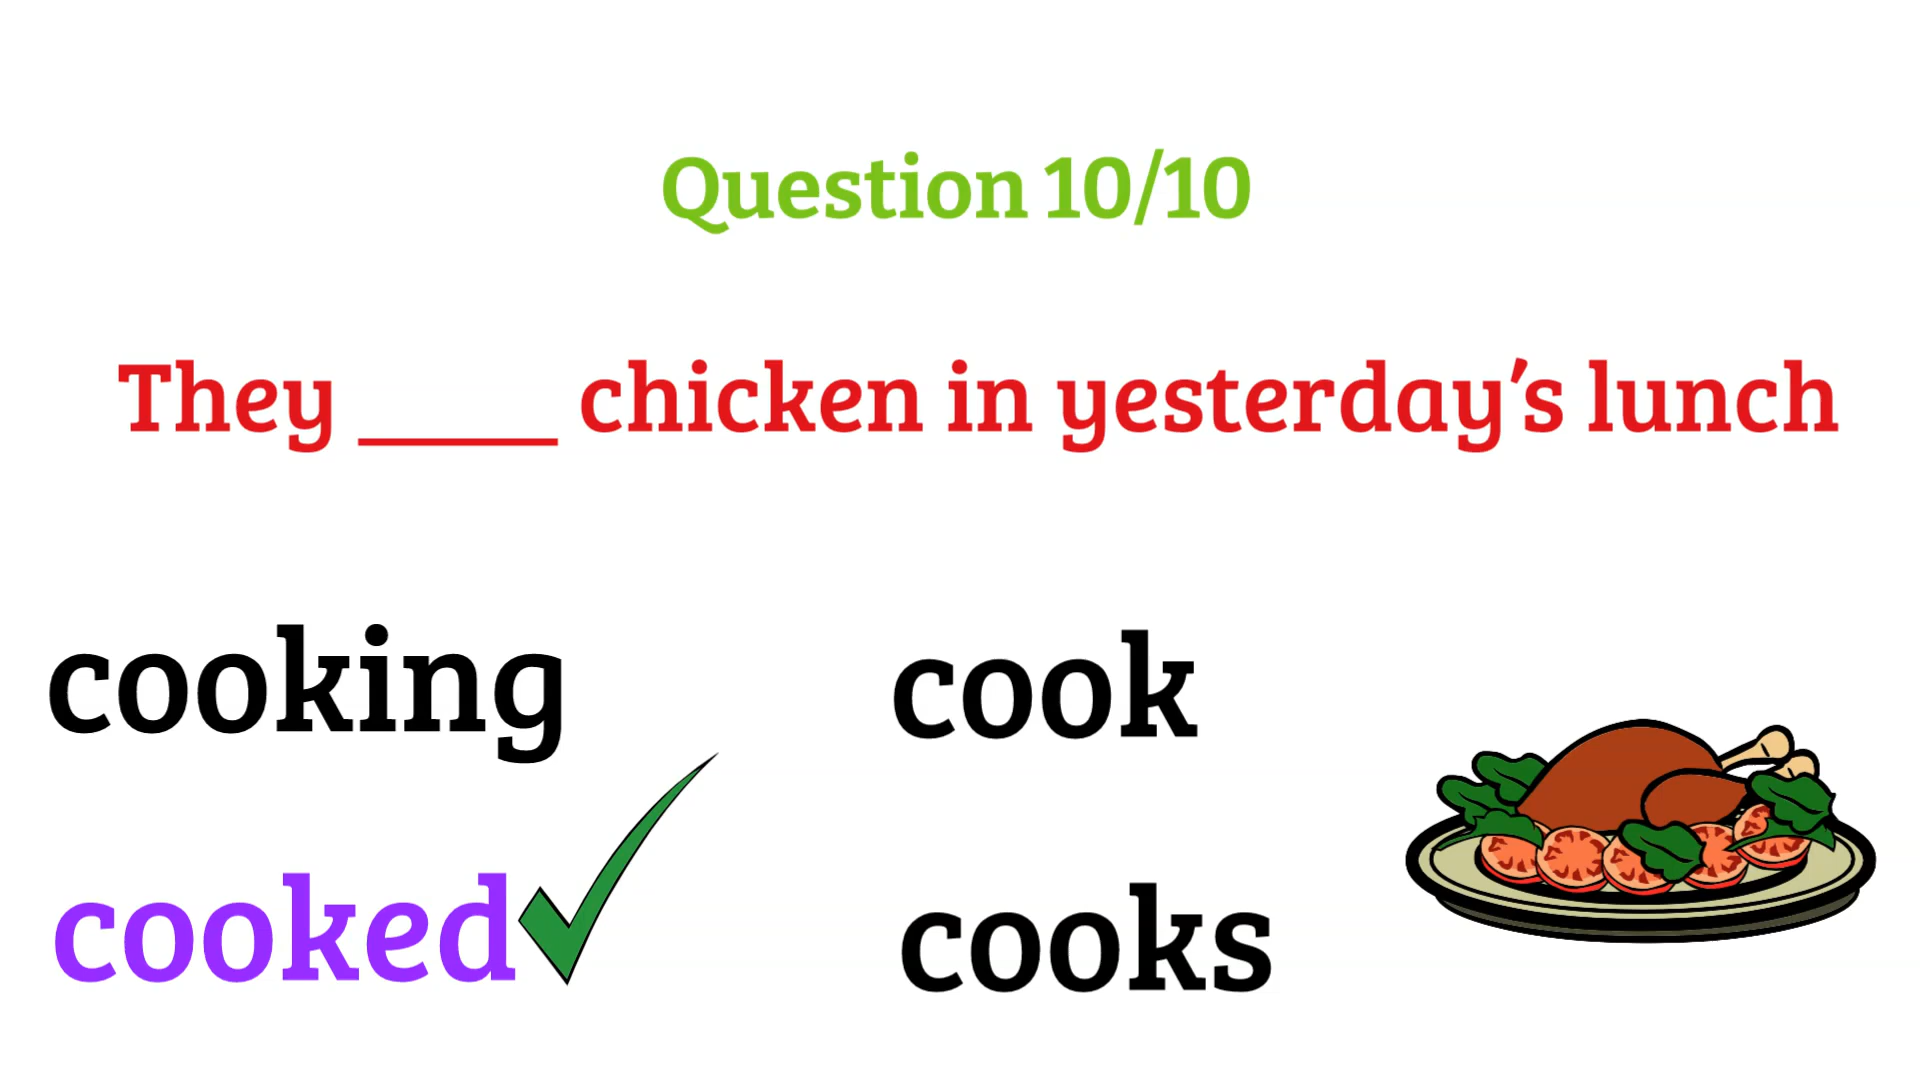 Question 10/10
They ____ chicken in yesterday’s lunch
cooking
cook
cooked
cooks